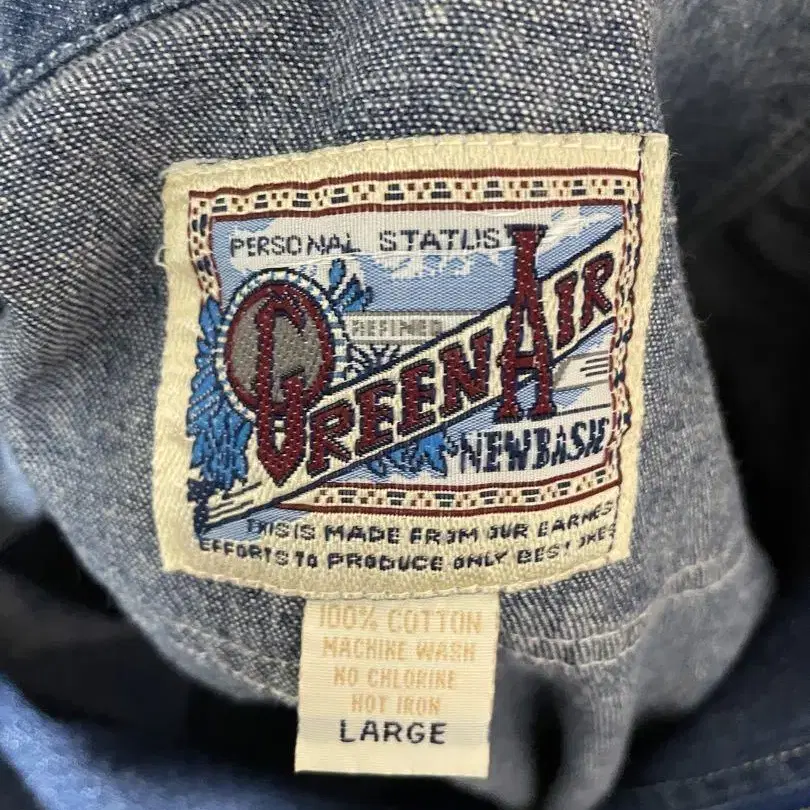 PERSONAL STATUS
REFINED
GREEN AIR
NEWBASIC
THIS IS MADE FROM OUR EARNEST
EFFORTS TO PRODUCE ONLY BEST ONES
100% COTTON
MACHINE WASH
NO CHLORINE
HOT IRON
LARGE